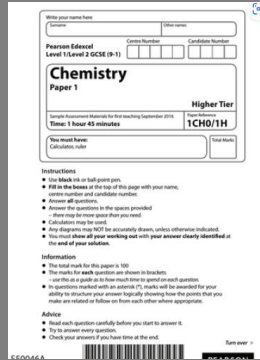 Write your name here
Surname
Other names
Pearson Edexcel
Level 1/Level 2 GCSE (9-1)
Centre Number
Candidate Number
Chemistry
Paper 1
Higher Tier
Sample Assessment Materials for first teaching September 2016
Time: 1 hour 45 minutes
Paper Reference
1CH0/1H
You must have:
Calculator, ruler
Total Marks
Instructions
● Use black ink or ball-point pen.
● Fill in the boxes at the top of this page with your name,
centre number and candidate number.
● Answer all questions.
● Answer the questions in the spaces provided
– there may be more space than you need.
● Calculators may be used.
● Any diagrams may NOT be accurately drawn, unless otherwise indicated.
● You must show all your working out with your answer clearly identified at
the end of your solution.
Information
● The total mark for this paper is 100
● The marks for each question are shown in brackets
– use this as a guide as to how much time to spend on each question.
● In questions marked with an asterisk (*), marks will be awarded for your
ability to structure your answer logically showing how the points that you
make are related or follow on from each other where appropriate.
Advice
● Read each question carefully before you start to answer it.
● Try to answer every question.
● Check your answers if you have time at the end.
Turn over
S50046A
PEARSON